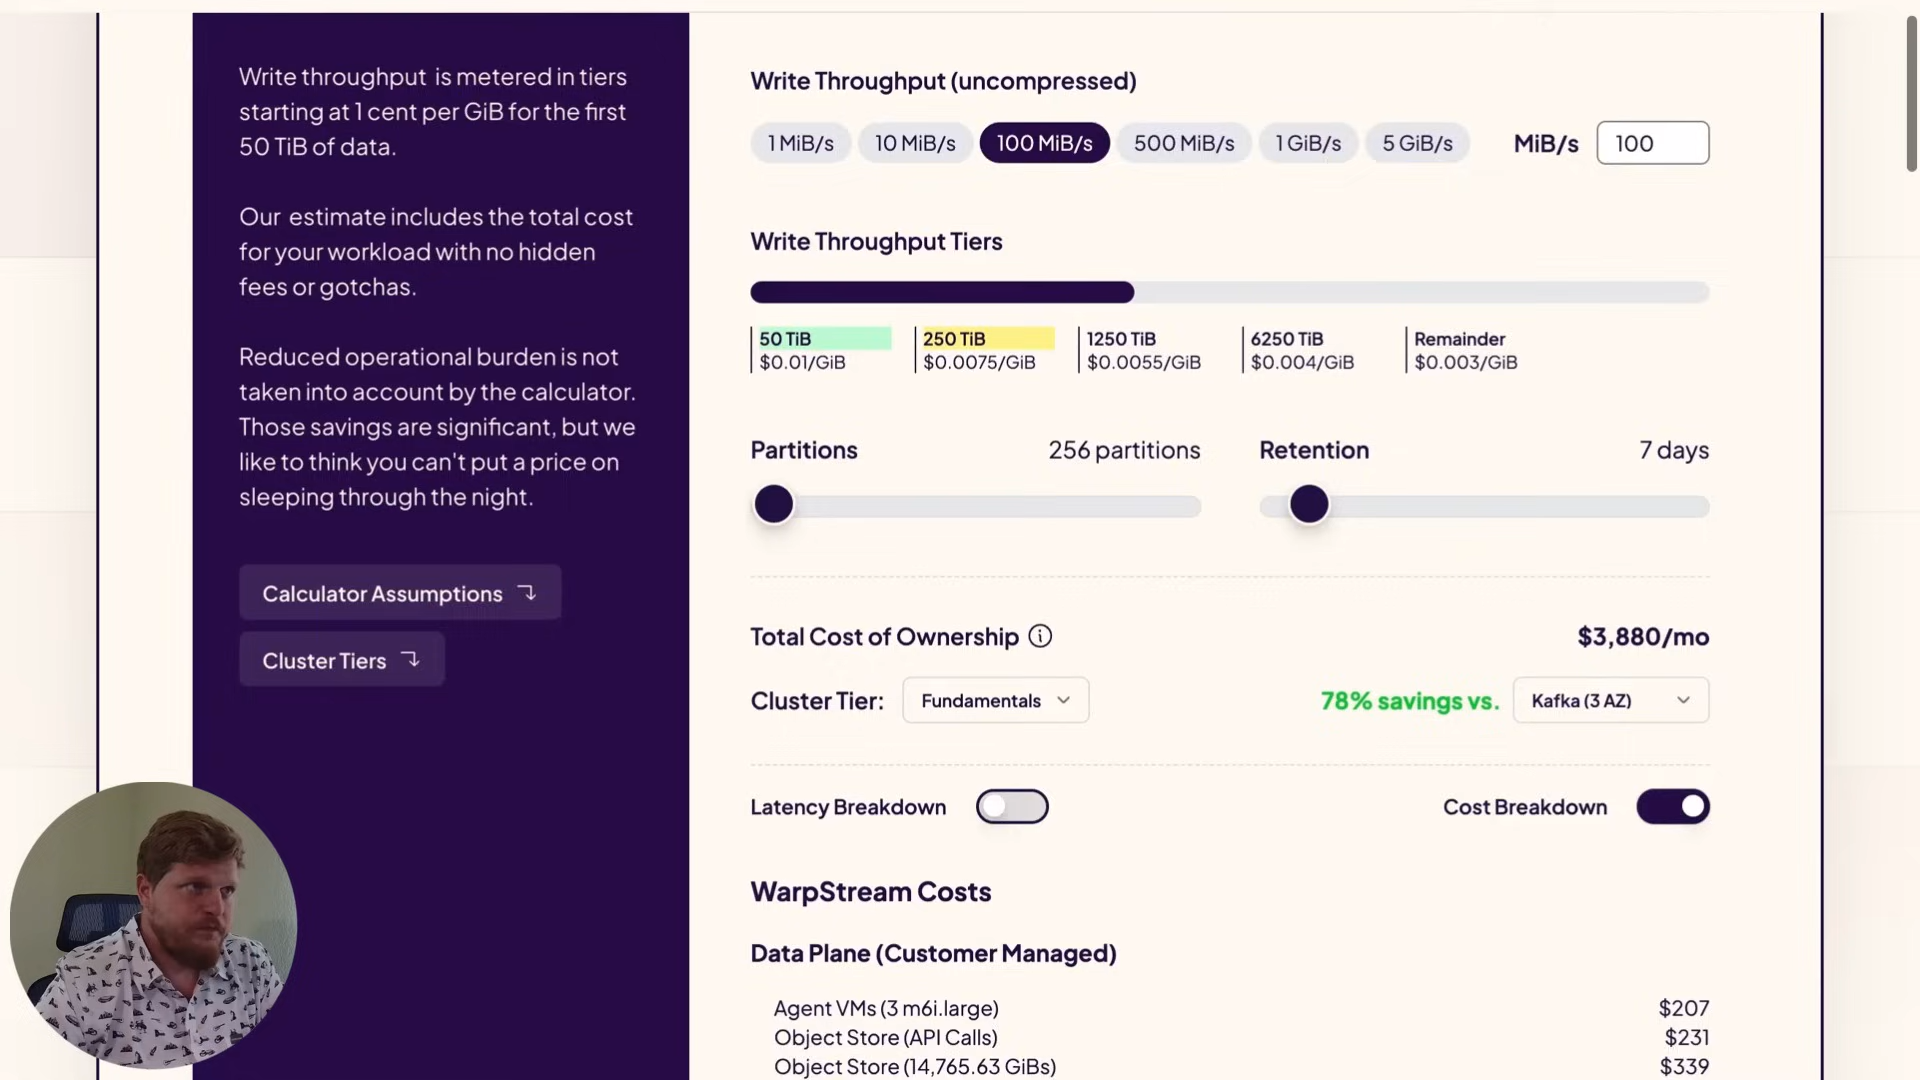 Write throughput is metered in tiers
starting at 1 cent per GiB for the first
50 TiB of data.
Our estimate includes the total cost
for your workload with no hidden
fees or gotchas.
Reduced operational burden is not
taken into account by the calculator.
Those savings are significant, but we
like to think you can't put a price on
sleeping through the night.
Calculator Assumptions
Cluster Tiers
Write Throughput (uncompressed)
1 MiB/s 10 MiB/s 100 MiB/s 500 MiB/s 1 GiB/s 5 GiB/s MiB/s 100
Write Throughput Tiers
50 TiB 250 TiB 1250 TiB 6250 TiB Remainder
$0.01/GiB $0.0075/GiB $0.0055/GiB $0.004/GiB $0.003/GiB
Partitions 256 partitions Retention 7 days
Total Cost of Ownership $3,880/mo
Cluster Tier: Fundamentals 78% savings vs. Kafka (3 AZ)
Latency Breakdown Cost Breakdown
WarpStream Costs
Data Plane (Customer Managed)
Agent VMs (3 m6i.large) $207
Object Store (API Calls) $231
Object Store (14,765.63 GiBs) $339